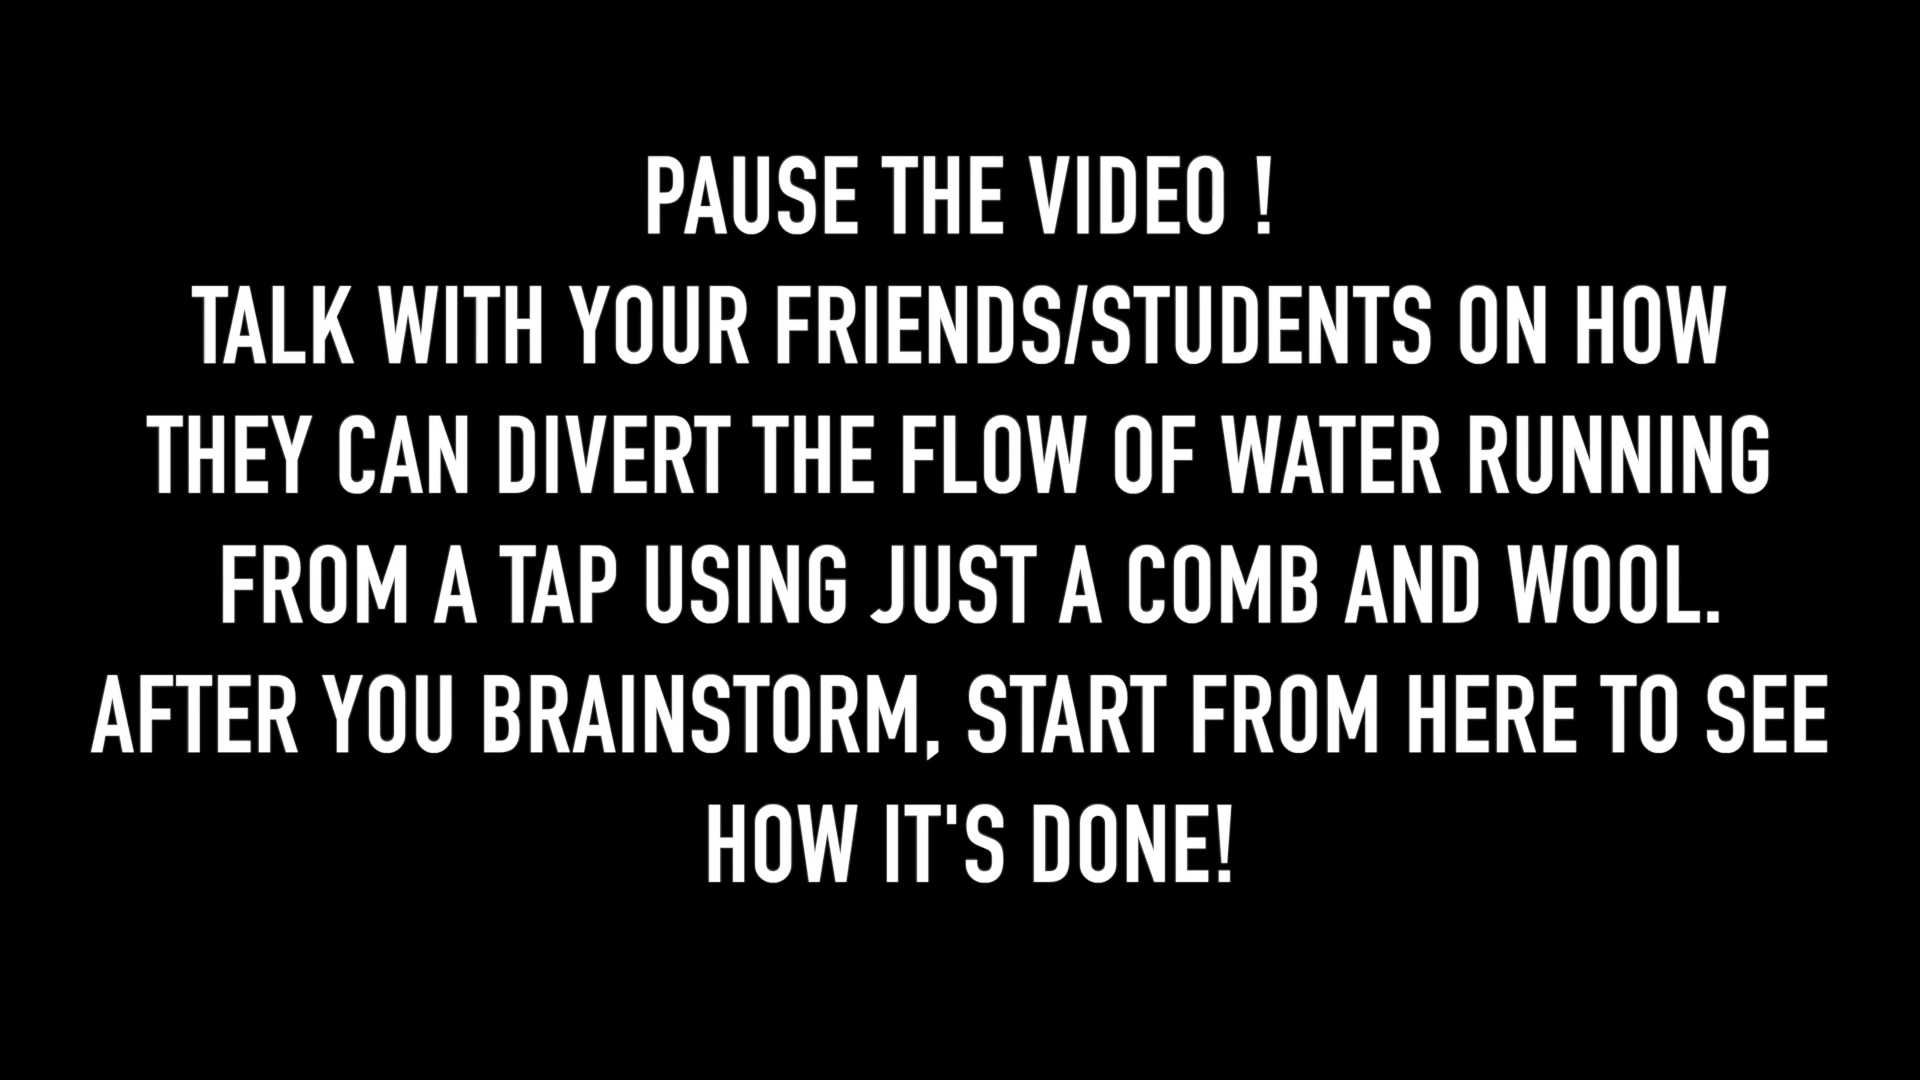 PAUSE THE VIDEO !
TALK WITH YOUR FRIENDS/STUDENTS ON HOW
THEY CAN DIVERT THE FLOW OF WATER RUNNING
FROM A TAP USING JUST A COMB AND WOOL.
AFTER YOU BRAINSTORM, START FROM HERE TO SEE
HOW IT'S DONE!